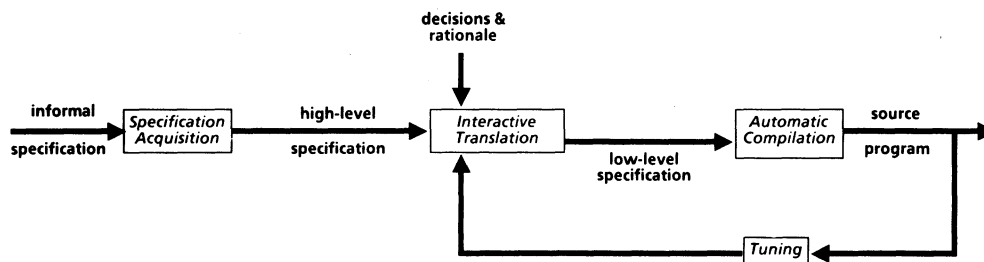 decisions &
rationale
informal
specification
Specification
Acquisition
high-level
specification
Interactive
Translation
low-level
specification
Automatic
Compilation
source
program
Tuning